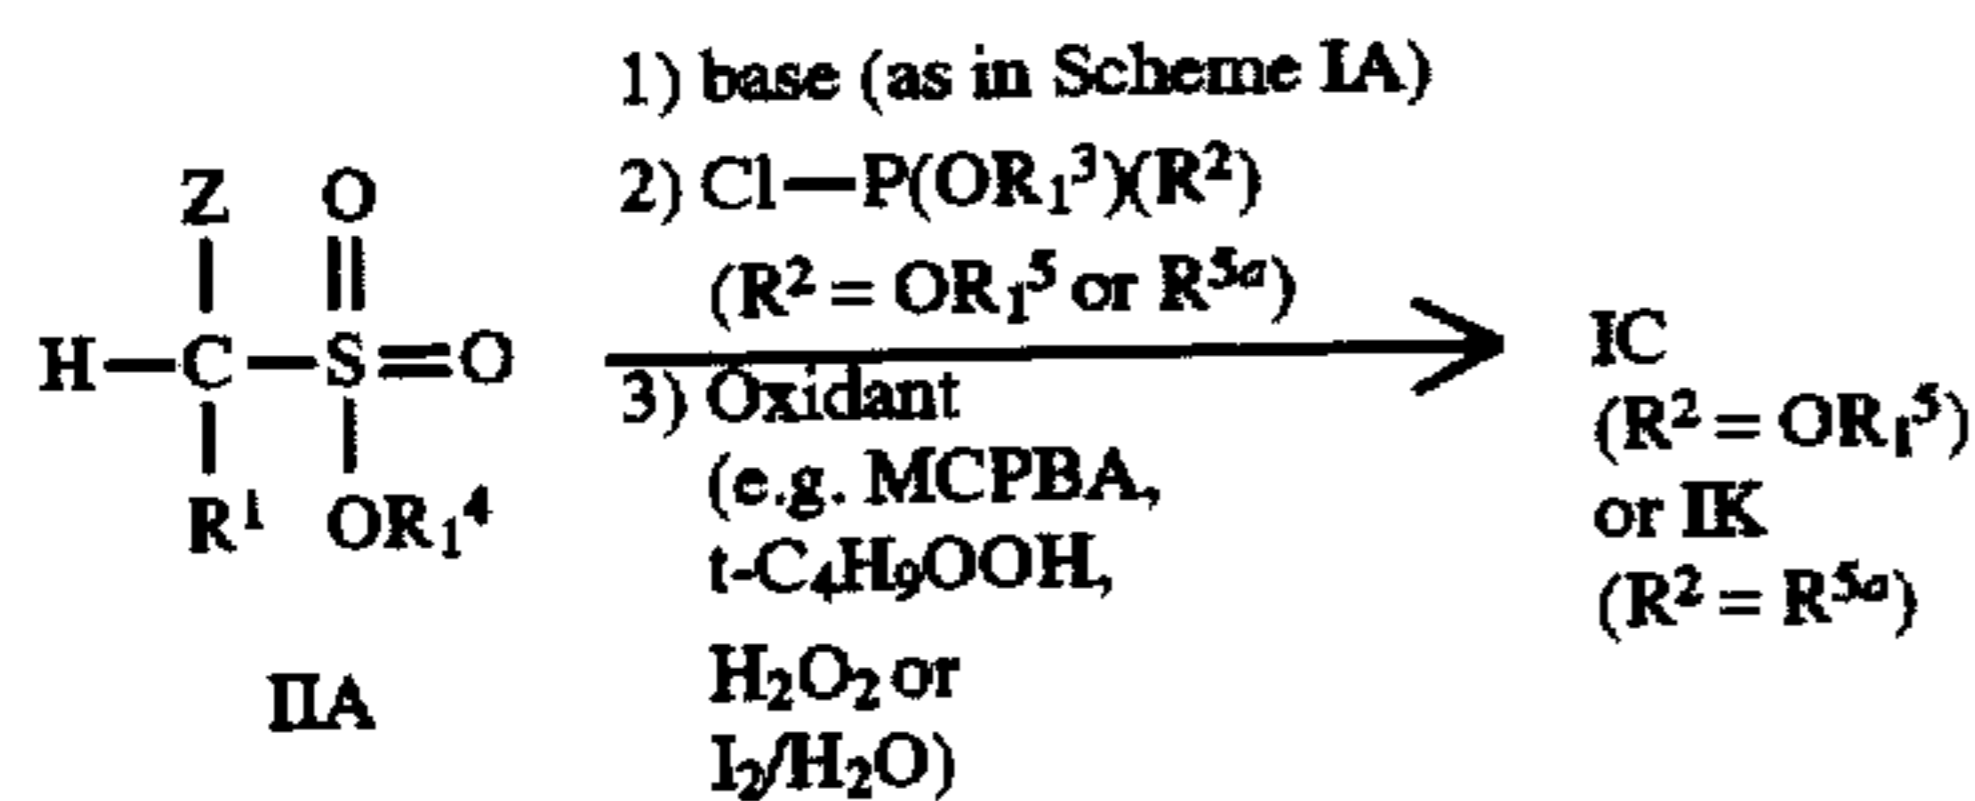 1) base (as in Scheme IA)
2) Cl—P(OR₁³)(R²)
(R² = OR₁⁵ or R⁵ᵃ)
3) Oxidant
(e.g. MCPBA,
t-C₄H₉OOH,
H₂O₂ or
I₂/H₂O)
Z O
H—C—S=O
R¹ OR₁⁴
IIA
IC
(R² = OR₁⁵)
or IK
(R² = R⁵ᵃ)